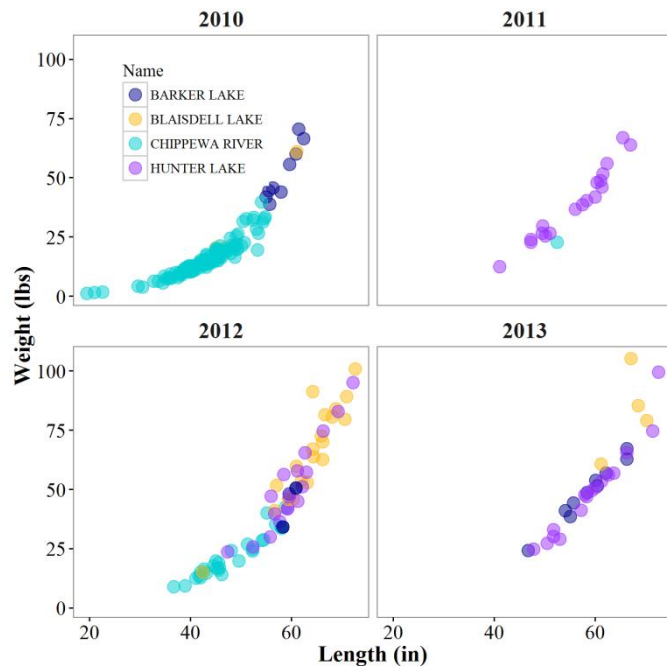 2010
2011
Name
BARKER LAKE
BLAISDELL LAKE
CHIPPEWA RIVER
HUNTER LAKE
100
75
50
25
0
2012
2013
100
75
50
25
0
20 40 60 20 40 60
Length (in)
Weight (lbs)